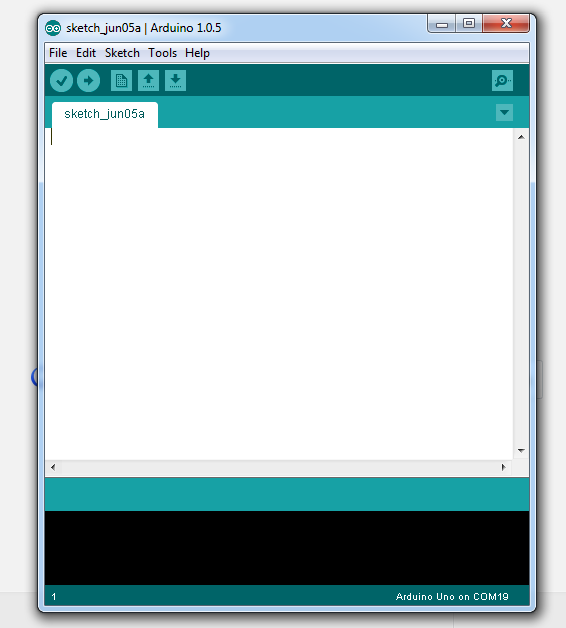 sketch_jun05a | Arduino 1.0.5
File Edit Sketch Tools Help
sketch_jun05a
1 Arduino Uno on COM19